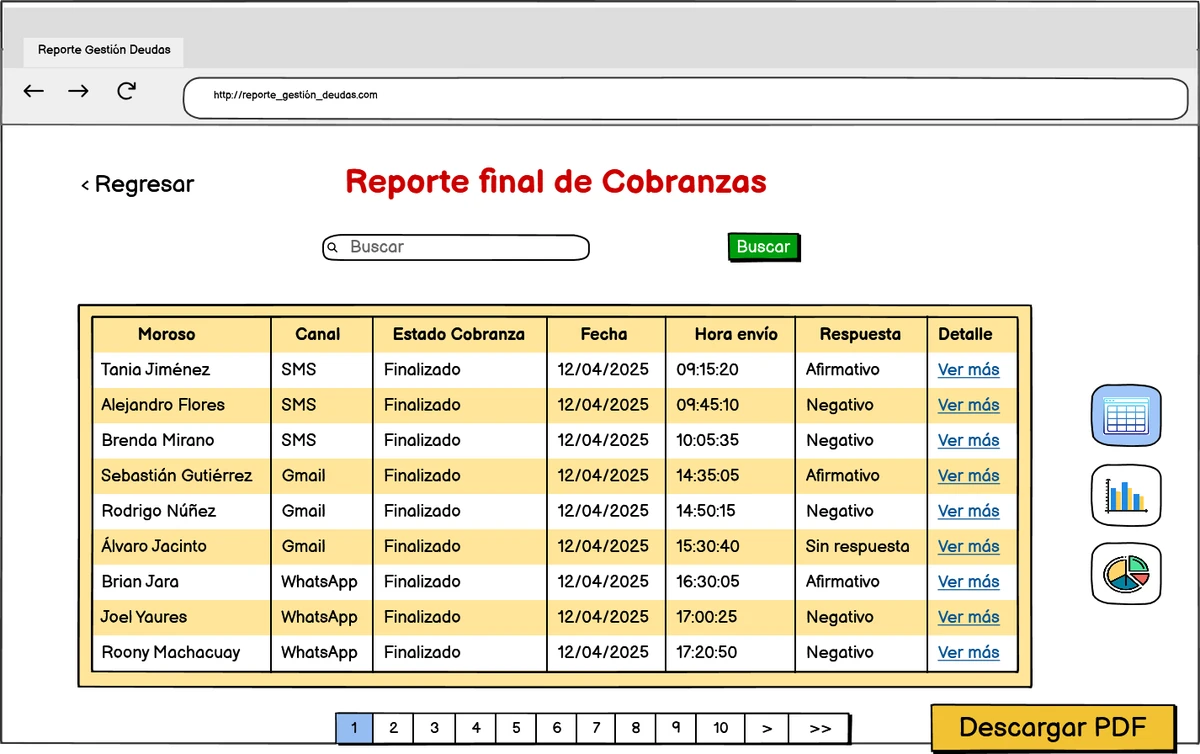 Reporte Gestión Deudas
http://reporte_gestión_deudas.com
< Regresar
Reporte final de Cobranzas
Buscar
Buscar
Moroso Canal Estado Cobranza Fecha Hora envío Respuesta Detalle
Tania Jiménez SMS Finalizado 12/04/2025 09:15:20 Afirmativo Ver más
Alejandro Flores SMS Finalizado 12/04/2025 09:45:10 Negativo Ver más
Brenda Mirano SMS Finalizado 12/04/2025 10:05:35 Negativo Ver más
Sebastián Gutiérrez Gmail Finalizado 12/04/2025 14:35:05 Afirmativo Ver más
Rodrigo Núñez Gmail Finalizado 12/04/2025 14:50:15 Negativo Ver más
Álvaro Jacinto Gmail Finalizado 12/04/2025 15:30:40 Sin respuesta Ver más
Brian Jara WhatsApp Finalizado 12/04/2025 16:30:05 Afirmativo Ver más
Joel Yaures WhatsApp Finalizado 12/04/2025 17:00:25 Negativo Ver más
Roony Machacuay WhatsApp Finalizado 12/04/2025 17:20:50 Negativo Ver más
1 2 3 4 5 6 7 8 9 10 > >>
Descargar PDF